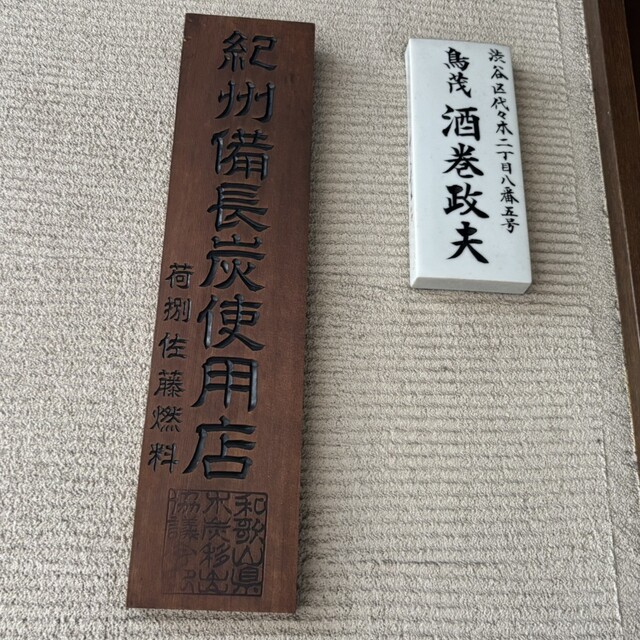 紀州備長炭使用店
荷捌佐藤燃料
和歌山県
木炭移出
協議会
渋谷区代々木二丁目八番五号
鳥茂 酒巻政夫